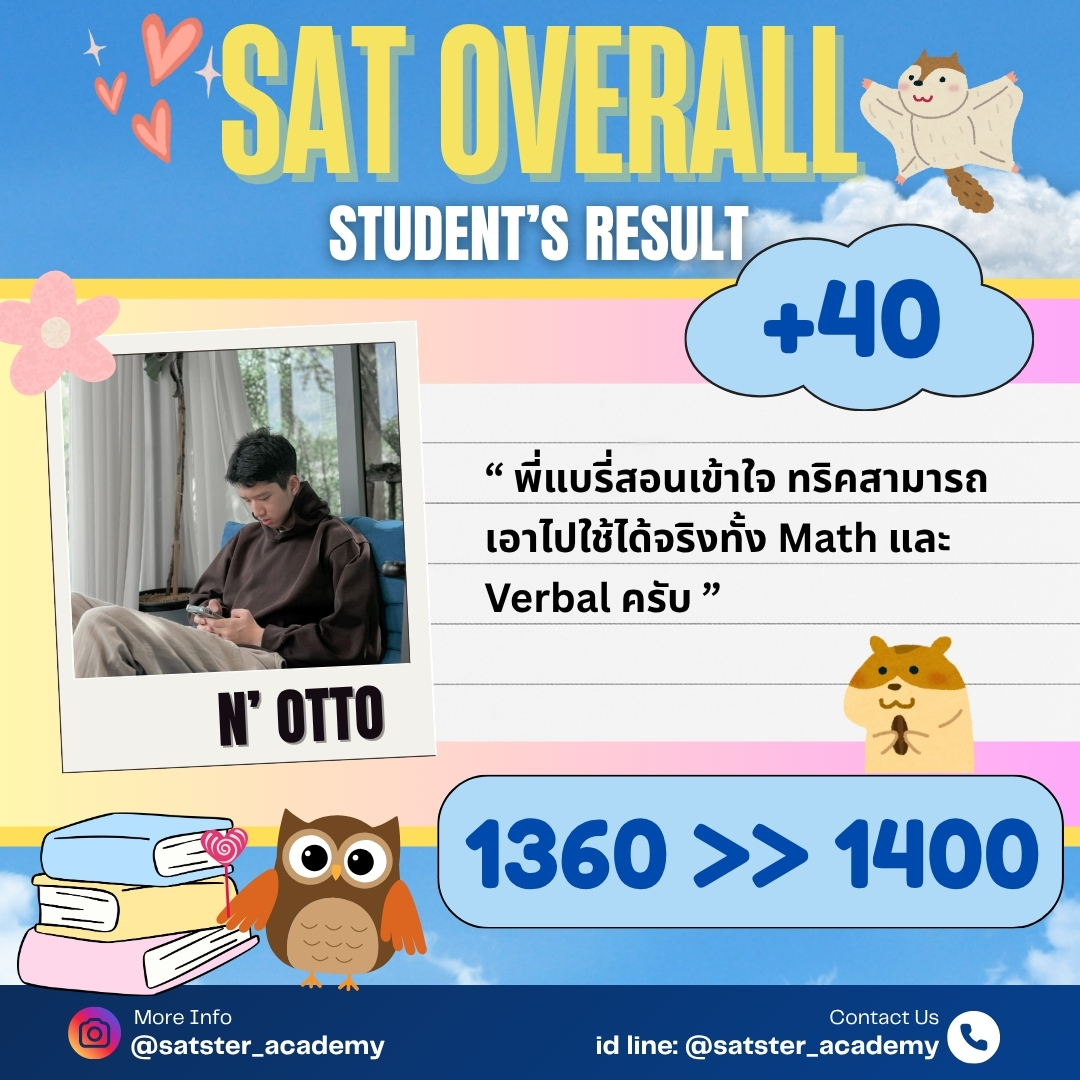 SAT OVERALL
STUDENT’S RESULT
+40
“ พี่แบรี่สอนเข้าใจ ทริคสามารถ
เอาไปใช้ได้จริงทั้ง Math และ
Verbal ครับ ”
N’ OTTO
1360 >> 1400
More Info
@satster_academy
Contact Us
id line: @satster_academy